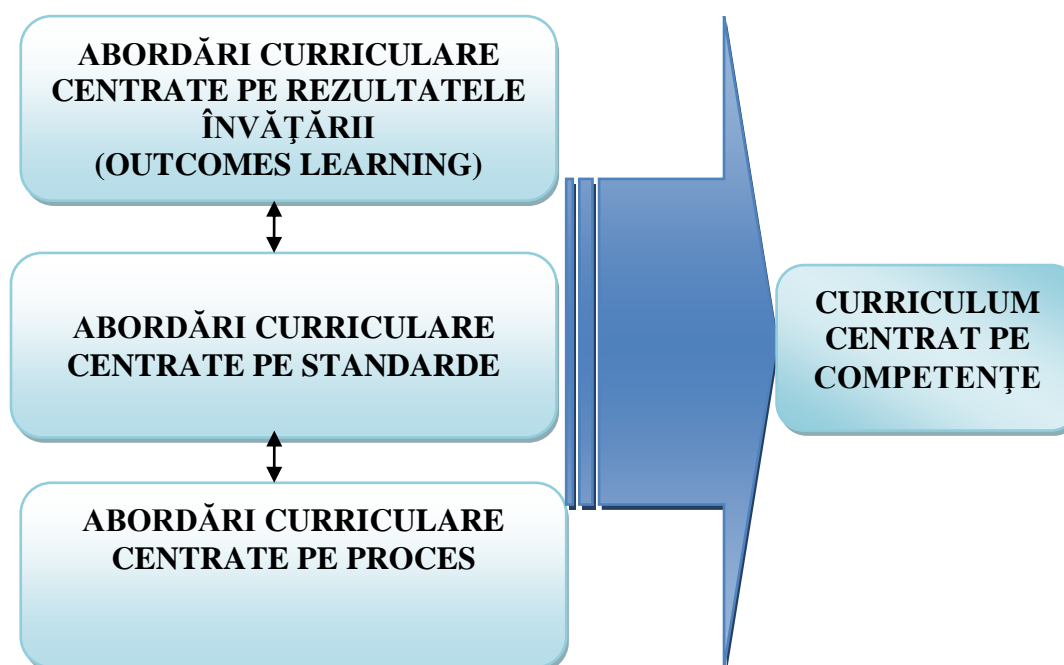 ABORDĂRI CURRICULARE
CENTRATE PE REZULTATELE
ÎNVĂŢĂRII
(OUTCOMES LEARNING)
ABORDĂRI CURRICULARE
CENTRATE PE STANDARDE
ABORDĂRI CURRICULARE
CENTRATE PE PROCES
CURRICULUM
CENTRAT PE
COMPETENŢE